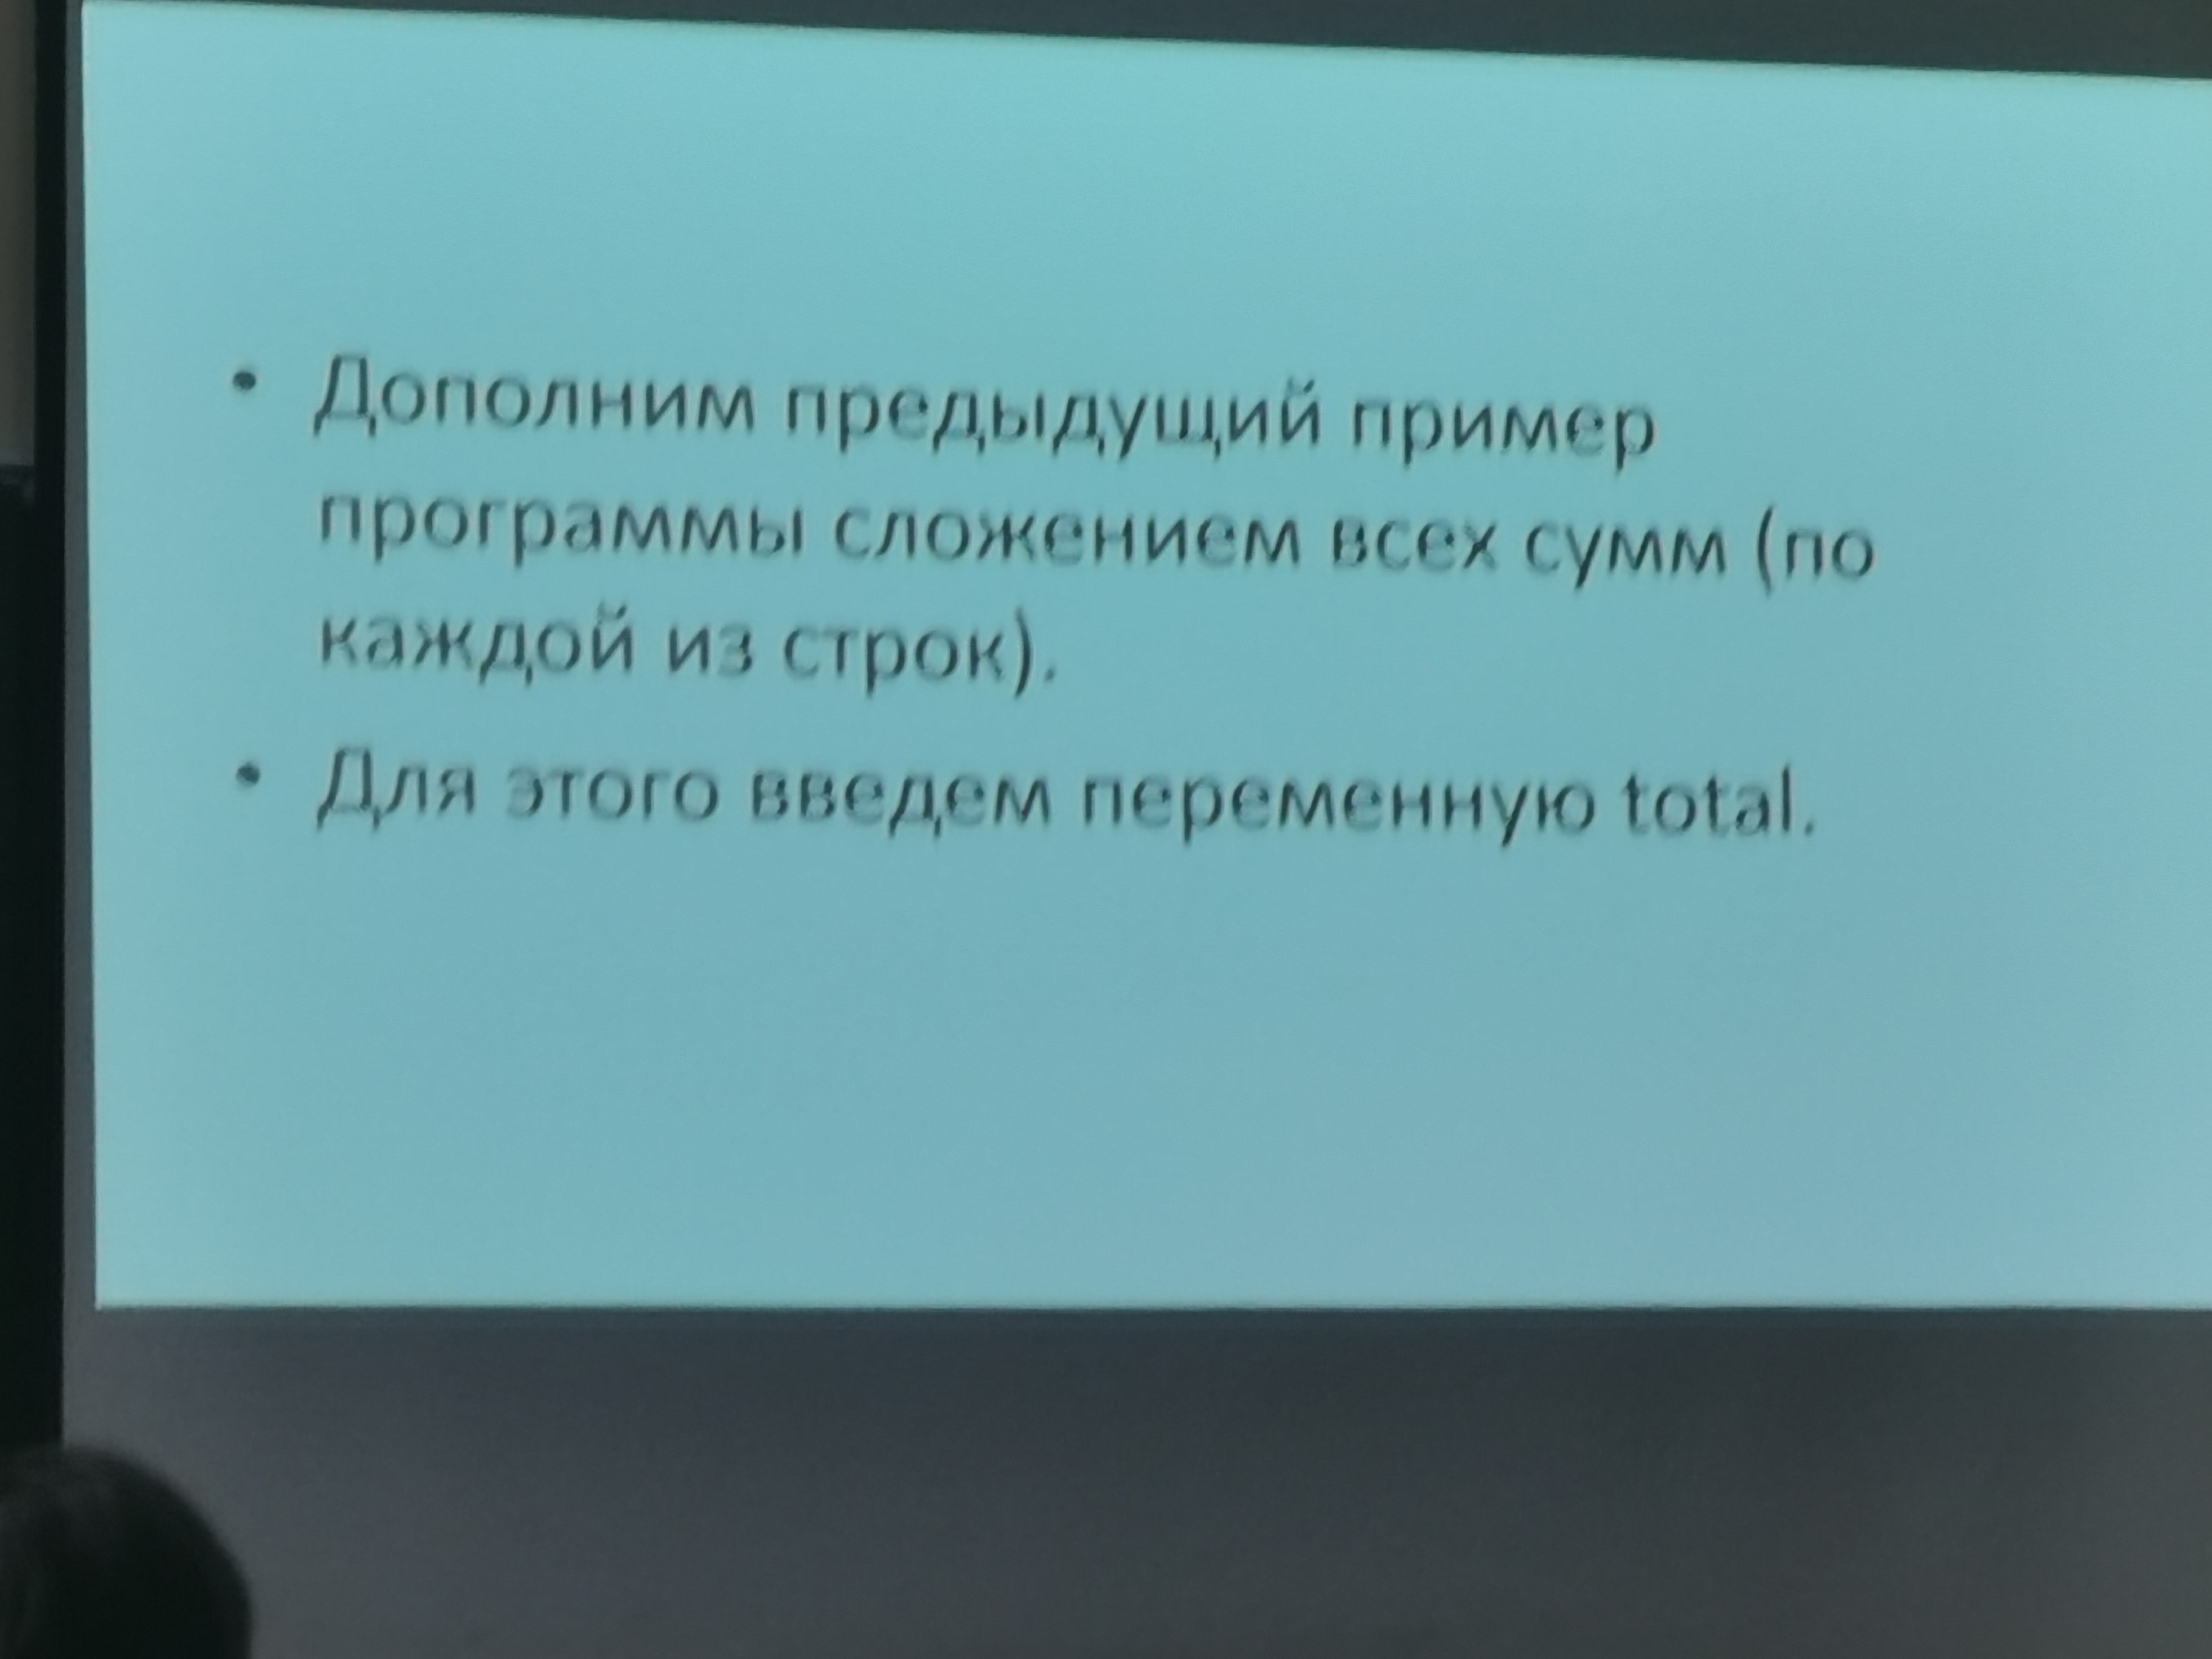 • Дополним предыдущий пример
программы сложением всех сумм (по
каждой из строк).
• Для этого введем переменную total.